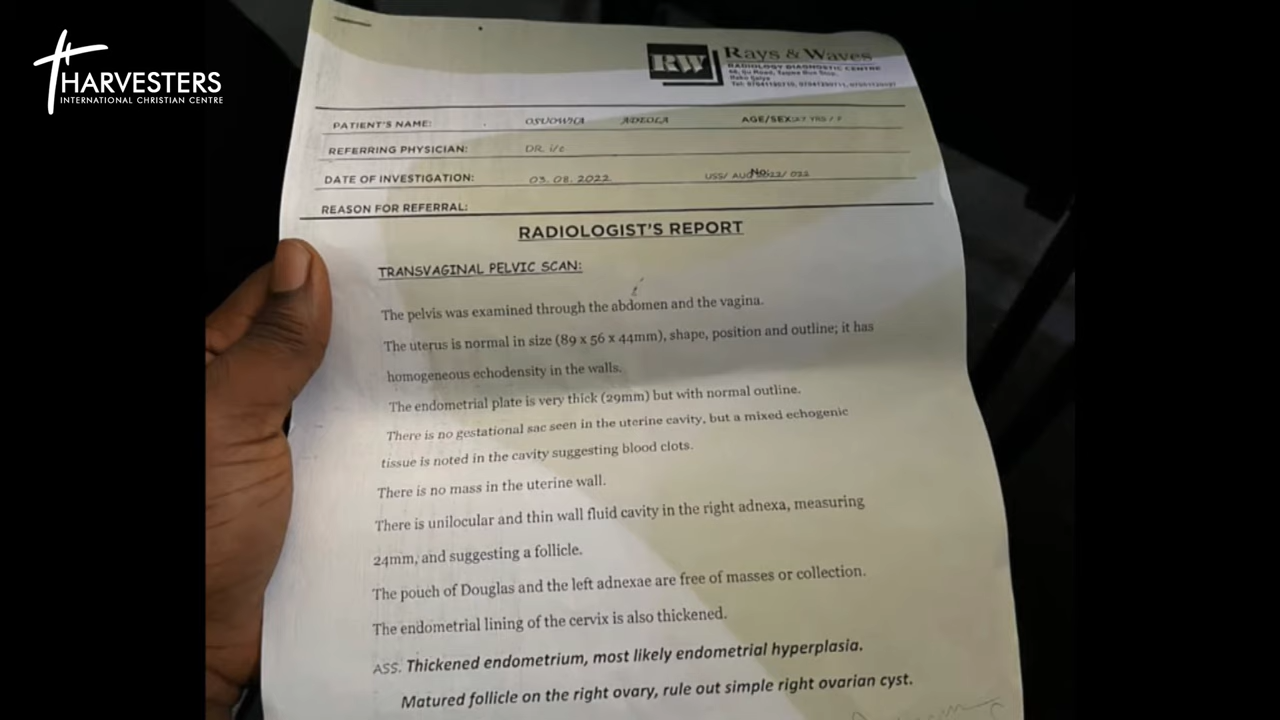 HARVESTERS
INTERNATIONAL CHRISTIAN CENTRE
RW
Rays & Waves
RADIOLOGY DIAGNOSTIC CENTRE
PATIENT'S NAME: OSUOWHA ADEOLA AGE/SEX
REFERRING PHYSICIAN: DR. i/c
DATE OF INVESTIGATION: 03. 08. 2022 USS/ AUG No: / 022
REASON FOR REFERRAL:
RADIOLOGIST'S REPORT
TRANSVAGINAL PELVIC SCAN:
The pelvis was examined through the abdomen and the vagina.
The uterus is normal in size (89 x 56 x 44mm), shape, position and outline; it has
homogeneous echodensity in the walls.
The endometrial plate is very thick (29mm) but with normal outline.
There is no gestational sac seen in the uterine cavity, but a mixed echogenic
tissue is noted in the cavity suggesting blood clots.
There is no mass in the uterine wall.
There is unilocular and thin wall fluid cavity in the right adnexa, measuring
24mm, and suggesting a follicle.
The pouch of Douglas and the left adnexae are free of masses or collection.
The endometrial lining of the cervix is also thickened.
ASS. Thickened endometrium, most likely endometrial hyperplasia.
Matured follicle on the right ovary, rule out simple right ovarian cyst.